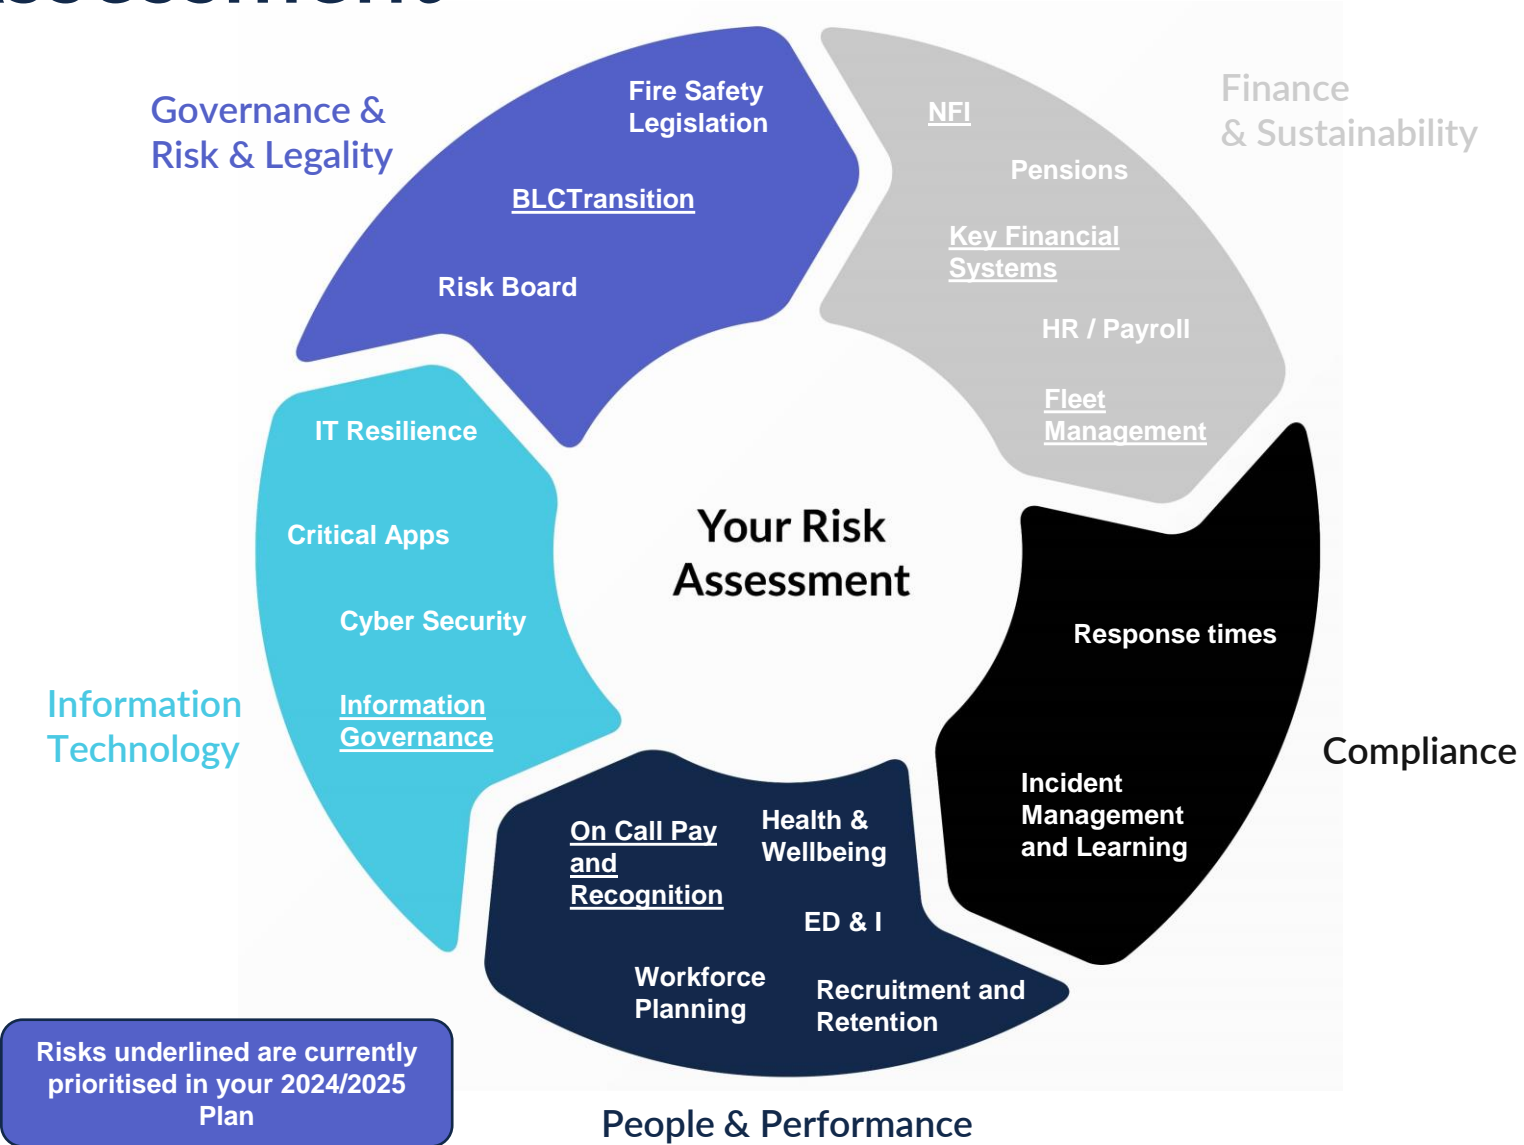 Governance &
Risk & Legality
Fire Safety
Legislation
BLCTransition
Risk Board
Finance
& Sustainability
NFI
Pensions
Key Financial
Systems
HR / Payroll
Fleet
Management
IT Resilience
Critical Apps
Cyber Security
Information
Governance
Information
Technology
Your Risk
Assessment
Response times
Incident
Management
and Learning
Compliance
On Call Pay
and
Recognition
Health &
Wellbeing
ED & I
Workforce
Planning
Recruitment and
Retention
People & Performance
Risks underlined are currently
prioritised in your 2024/2025
Plan